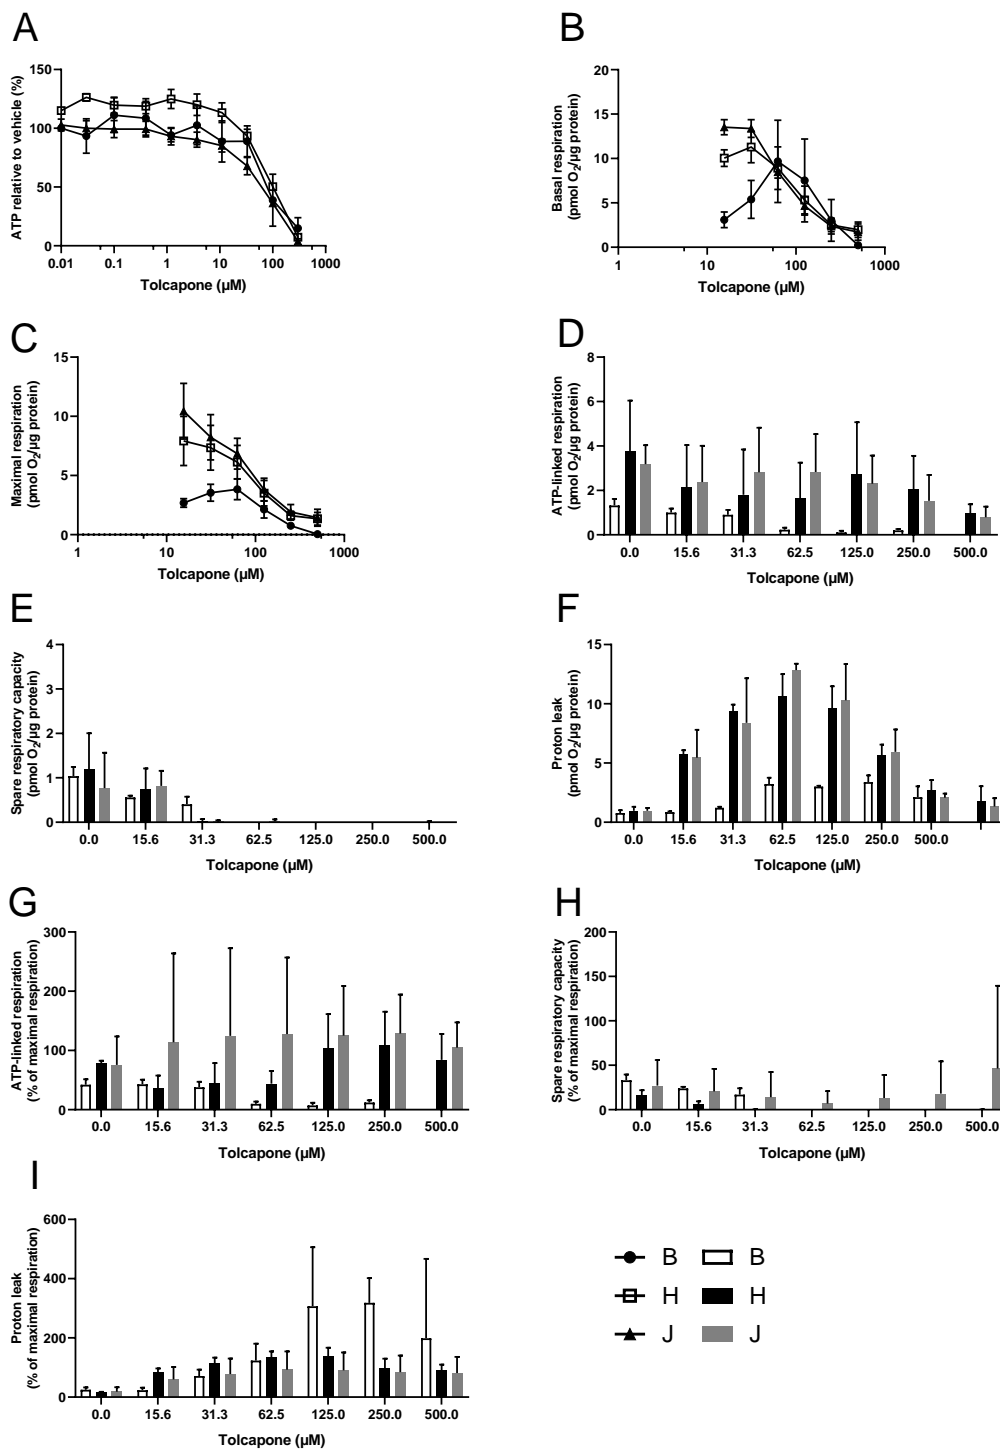 A
ATP relative to vehicle (%)
150
100
50
0
0.01 0.1 1 10 100 1000
Tolcapone (µM)
B
Basal respiration
(pmol O₂/µg protein)
20
15
10
5
0
1 10 100 1000
Tolcapone (µM)
C
Maximal respiration
(pmol O₂/µg protein)
15
10
5
0
1 10 100 1000
Tolcapone (µM)
D
ATP-linked respiration
(pmol O₂/µg protein)
8
6
4
2
0
0.0 15.6 31.3 62.5 125.0 250.0 500.0
Tolcapone (µM)
E
Spare respiratory capacity
(pmol O₂/µg protein)
4
3
2
1
0
0.0 15.6 31.3 62.5 125.0 250.0 500.0
Tolcapone (µM)
F
Proton leak
(pmol O₂/µg protein)
15
10
5
0
0.0 15.6 31.3 62.5 125.0 250.0 500.0
Tolcapone (µM)
G
ATP-linked respiration
(% of maximal respiration)
300
200
100
0
0.0 15.6 31.3 62.5 125.0 250.0 500.0
Tolcapone (µM)
H
Spare respiratory capacity
(% of maximal respiration)
200
150
100
50
0
0.0 15.6 31.3 62.5 125.0 250.0 500.0
Tolcapone (µM)
I
Proton leak
(% of maximal respiration)
600
400
200
0
0.0 15.6 31.3 62.5 125.0 250.0 500.0
Tolcapone (µM)
B B
H H
J J